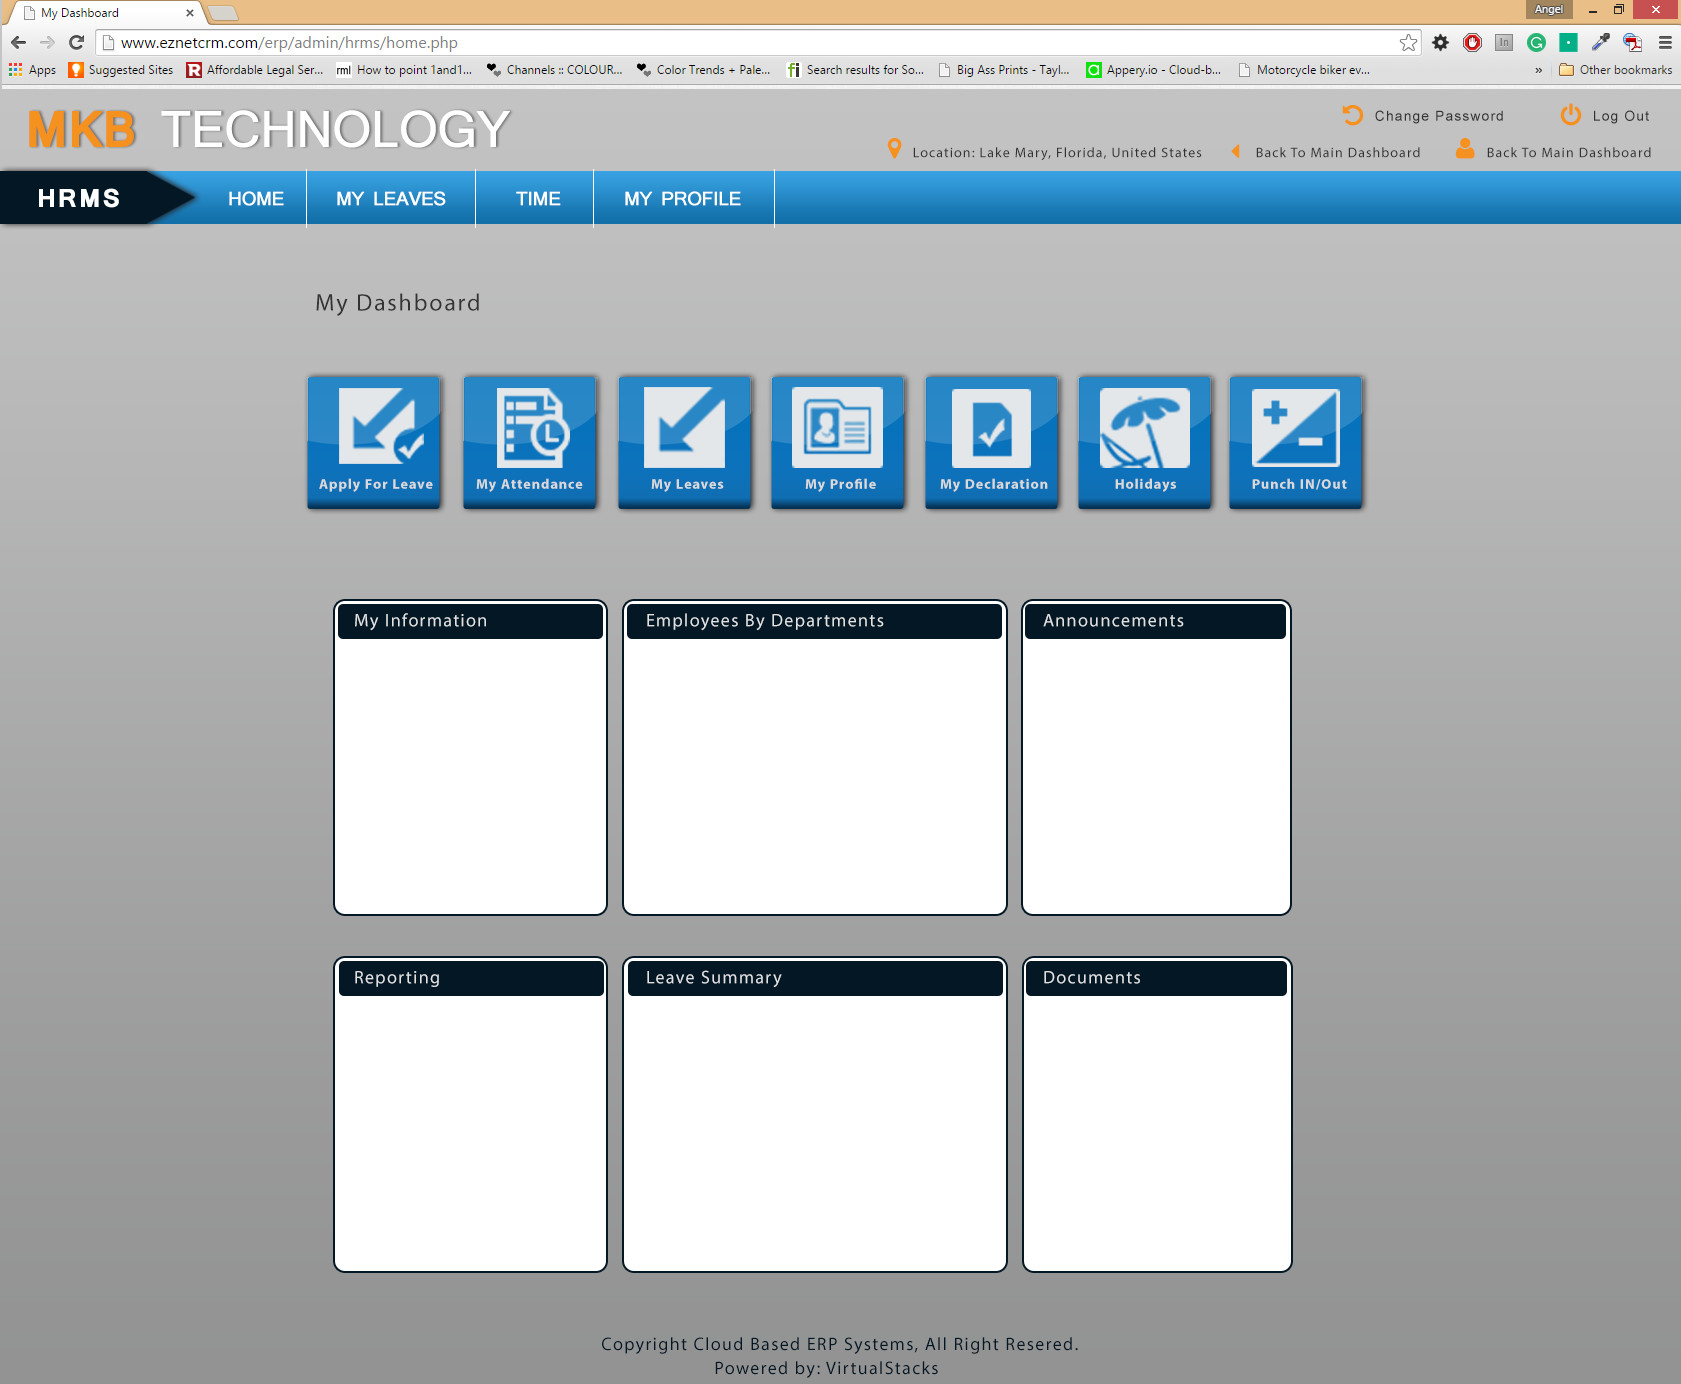 My Dashboard
Angel
www.eznetcrm.com/erp/admin/hrms/home.php
Apps Suggested Sites Affordable Legal Ser... rml How to point 1and1... Channels :: COLOUR... Color Trends + Pale... fi Search results for So... Big Ass Prints - Tayl... Appery.io - Cloud-b... Motorcycle biker ev... » Other bookmarks
MKB TECHNOLOGY
Change Password Log Out
Location: Lake Mary, Florida, United States Back To Main Dashboard Back To Main Dashboard
HRMS HOME MY LEAVES TIME MY PROFILE
My Dashboard
Apply For Leave My Attendance My Leaves My Profile My Declaration Holidays Punch IN/Out
My Information Employees By Departments Announcements
Reporting Leave Summary Documents
Copyright Cloud Based ERP Systems, All Right Resered.
Powered by: VirtualStacks